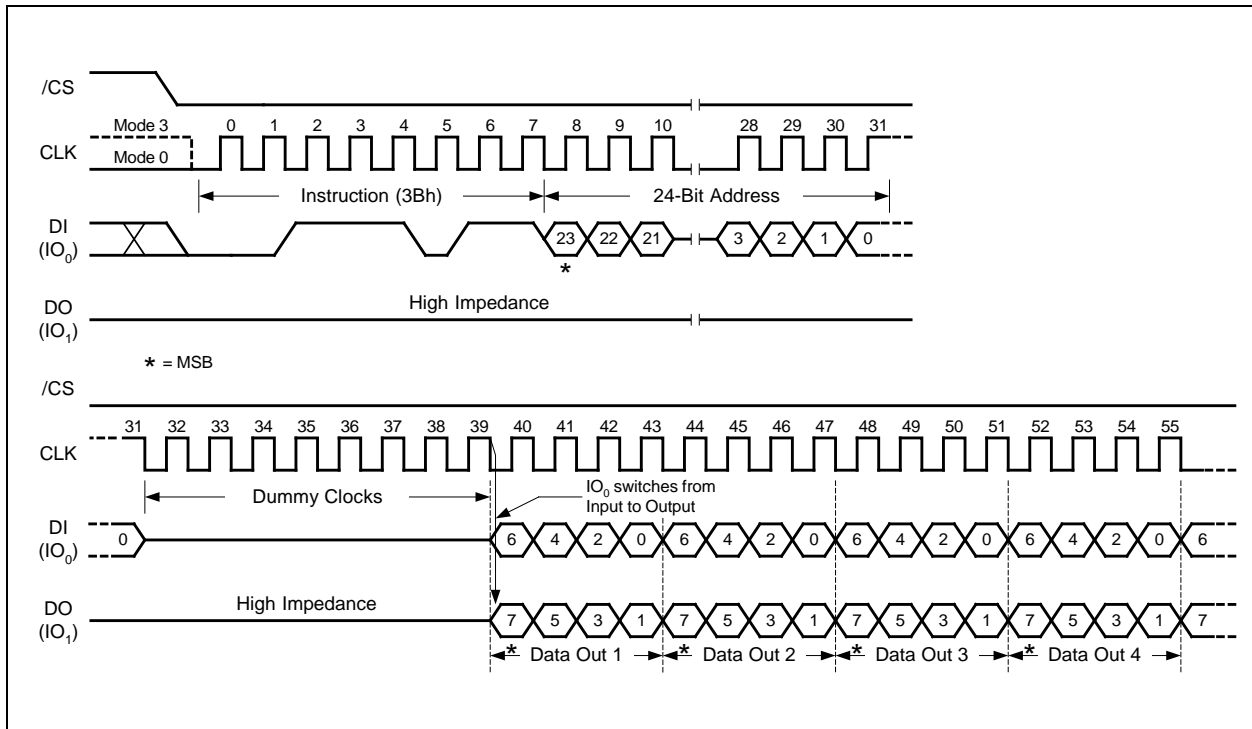 /CS
Mode 3 0 1 2 3 4 5 6 7 8 9 10 28 29 30 31
CLK
Mode 0
Instruction (3Bh) 24-Bit Address
DI
(IO0) 23 22 21 3 2 1 0
*
High Impedance
DO
(IO1)
* = MSB
/CS
31 32 33 34 35 36 37 38 39 40 41 42 43 44 45 46 47 48 49 50 51 52 53 54 55
CLK
Dummy Clocks
IO0 switches from
Input to Output
DI
(IO0) 0 6 4 2 0 6 4 2 0 6 4 2 0 6 4 2 0 6
High Impedance
DO
(IO1) 7 5 3 1 7 5 3 1 7 5 3 1 7 5 3 1 7
* Data Out 1 * Data Out 2 * Data Out 3 * Data Out 4